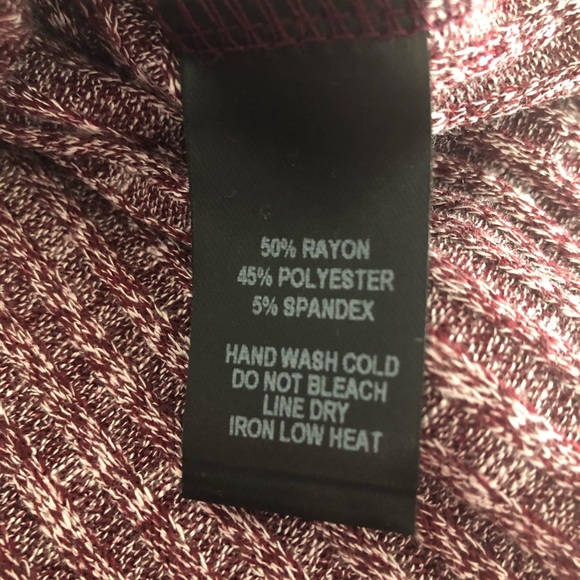 50% RAYON
45% POLYESTER
5% SPANDEX
HAND WASH COLD
DO NOT BLEACH
LINE DRY
IRON LOW HEAT